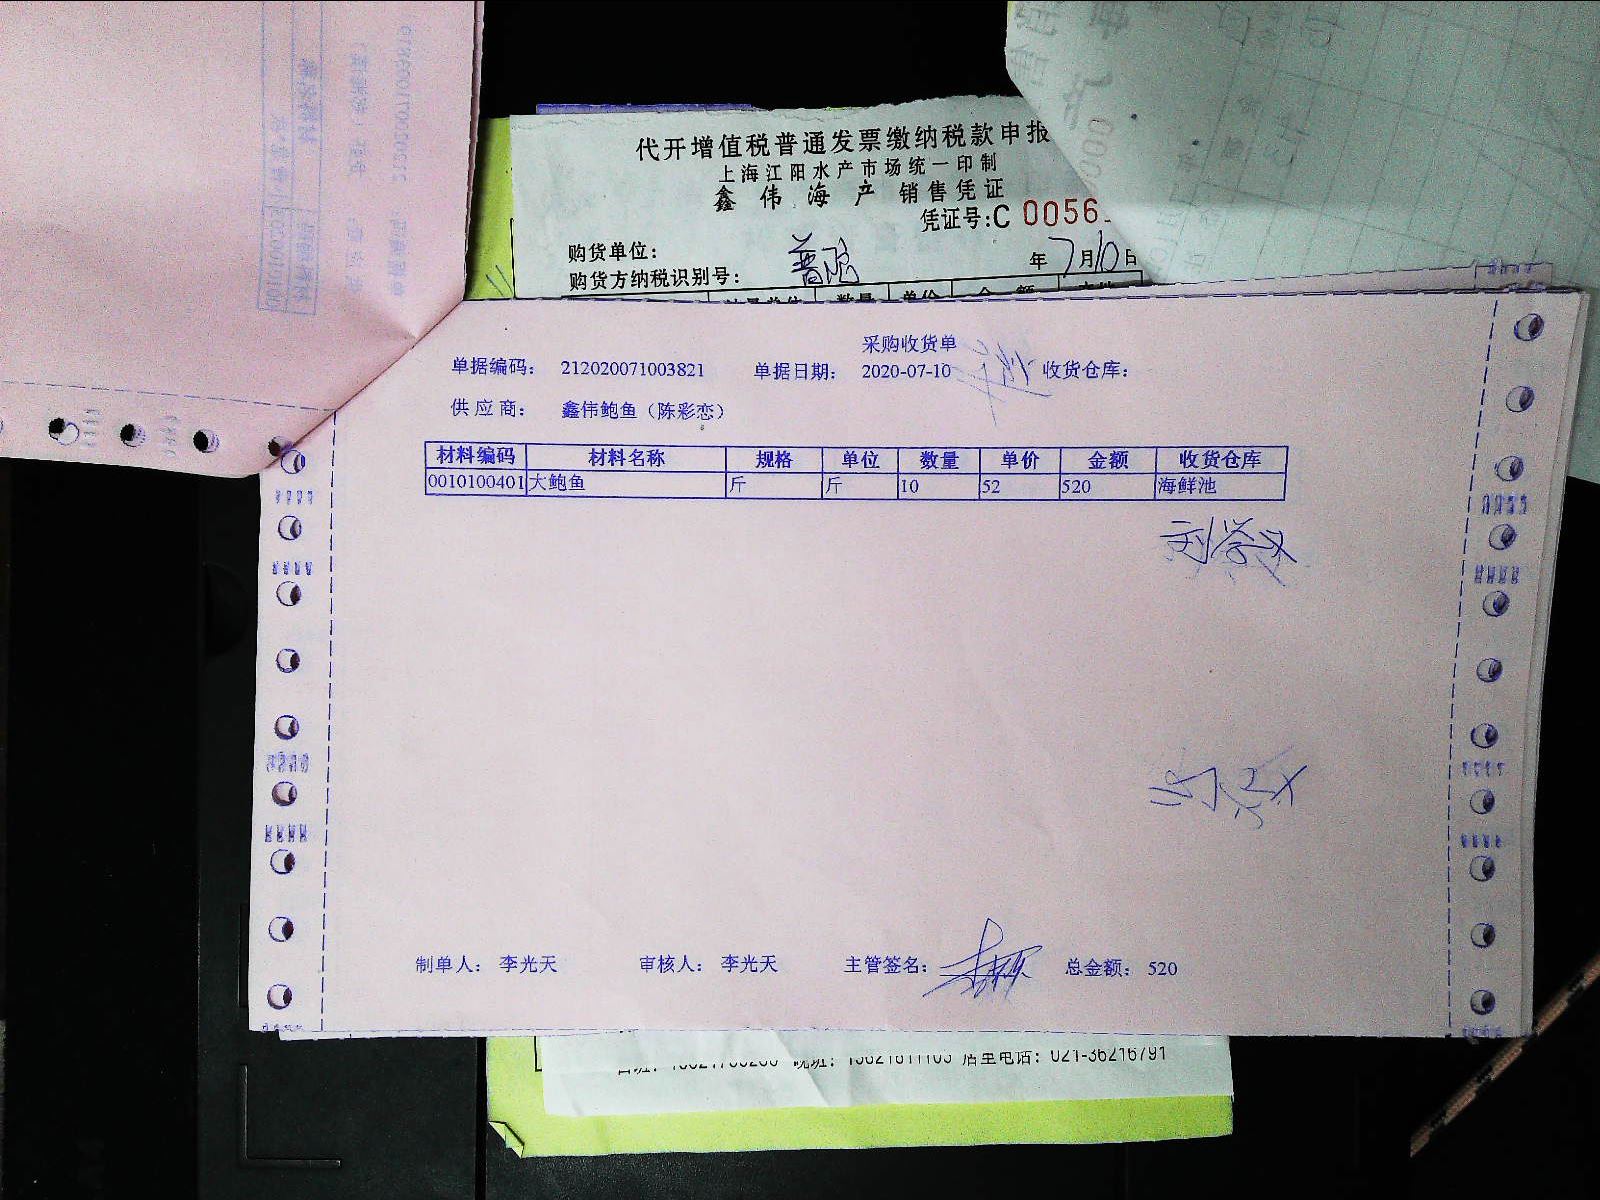 代开增值税普通发票缴纳税款申报
上海江阳水产市场统一印制
鑫伟海产 销售凭证
凭证号:C 0056
购货单位:
购货方纳税识别号:
年 7月10日
采购收货单
单据编码: 212020071003821 单据日期: 2020-07-10 收货仓库:
供应商: 鑫伟鲍鱼（陈彩恋）
材料编码 材料名称 规格 单位 数量 单价 金额 收货仓库
0010100401 大鲍鱼 斤 斤 10 52 520 海鲜池
制单人: 李光天 审核人: 李光天 主管签名: 总金额: 520
店里电话: 021-36216791